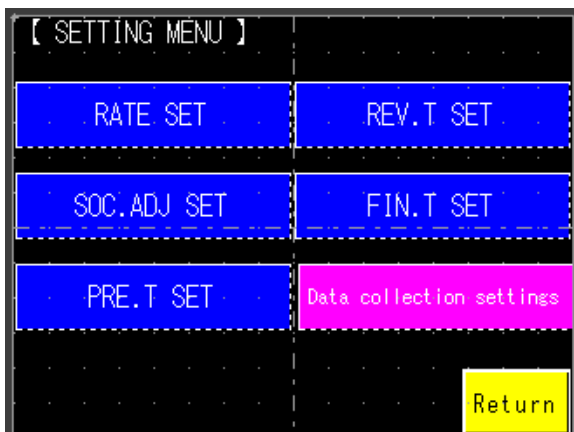 【 SETTING MENU 】
RATE SET
REV.T SET
SOC.ADJ SET
FIN.T SET
PRE.T SET
Data collection settings
Return